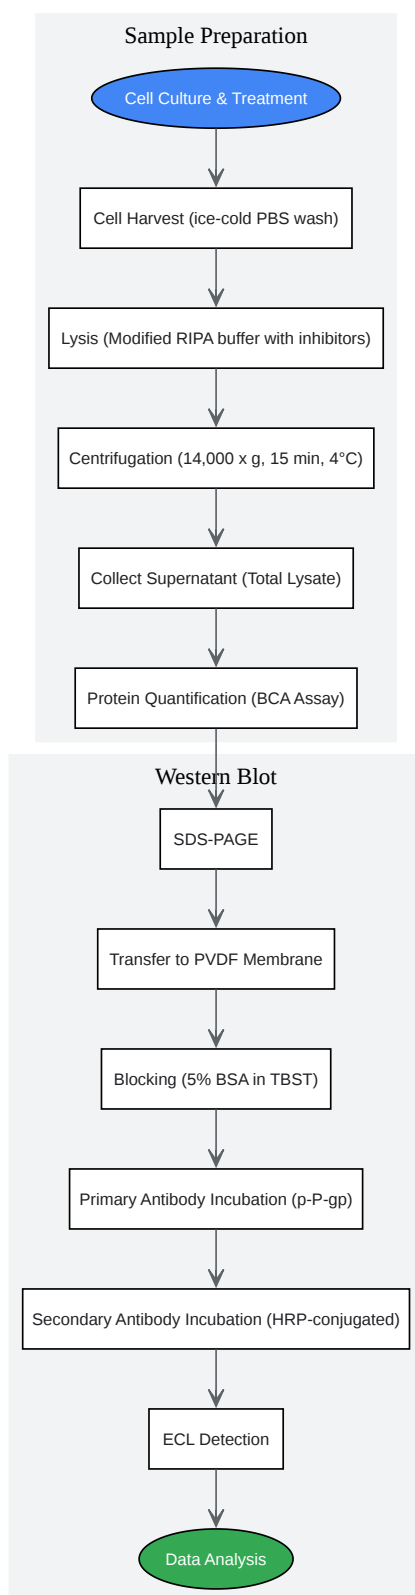 Sample Preparation
Cell Culture & Treatment
Cell Harvest (ice-cold PBS wash)
Lysis (Modified RIPA buffer with inhibitors)
Centrifugation (14,000 x g, 15 min, 4°C)
Collect Supernatant (Total Lysate)
Protein Quantification (BCA Assay)
Western Blot
SDS-PAGE
Transfer to PVDF Membrane
Blocking (5% BSA in TBST)
Primary Antibody Incubation (p-P-gp)
Secondary Antibody Incubation (HRP-conjugated)
ECL Detection
Data Analysis